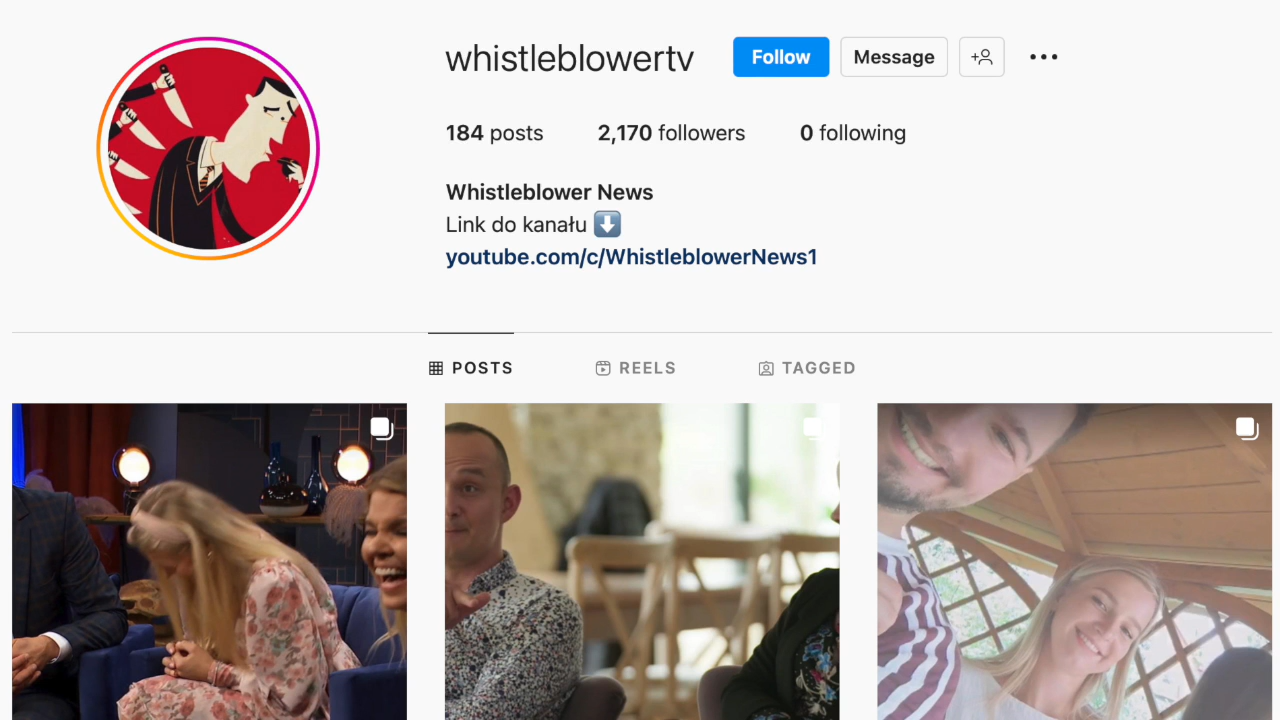 whistleblowertv Follow Message
184 posts 2,170 followers 0 following
Whistleblower News
Link do kanału
youtube.com/c/WhistleblowerNews1
POSTS REELS TAGGED